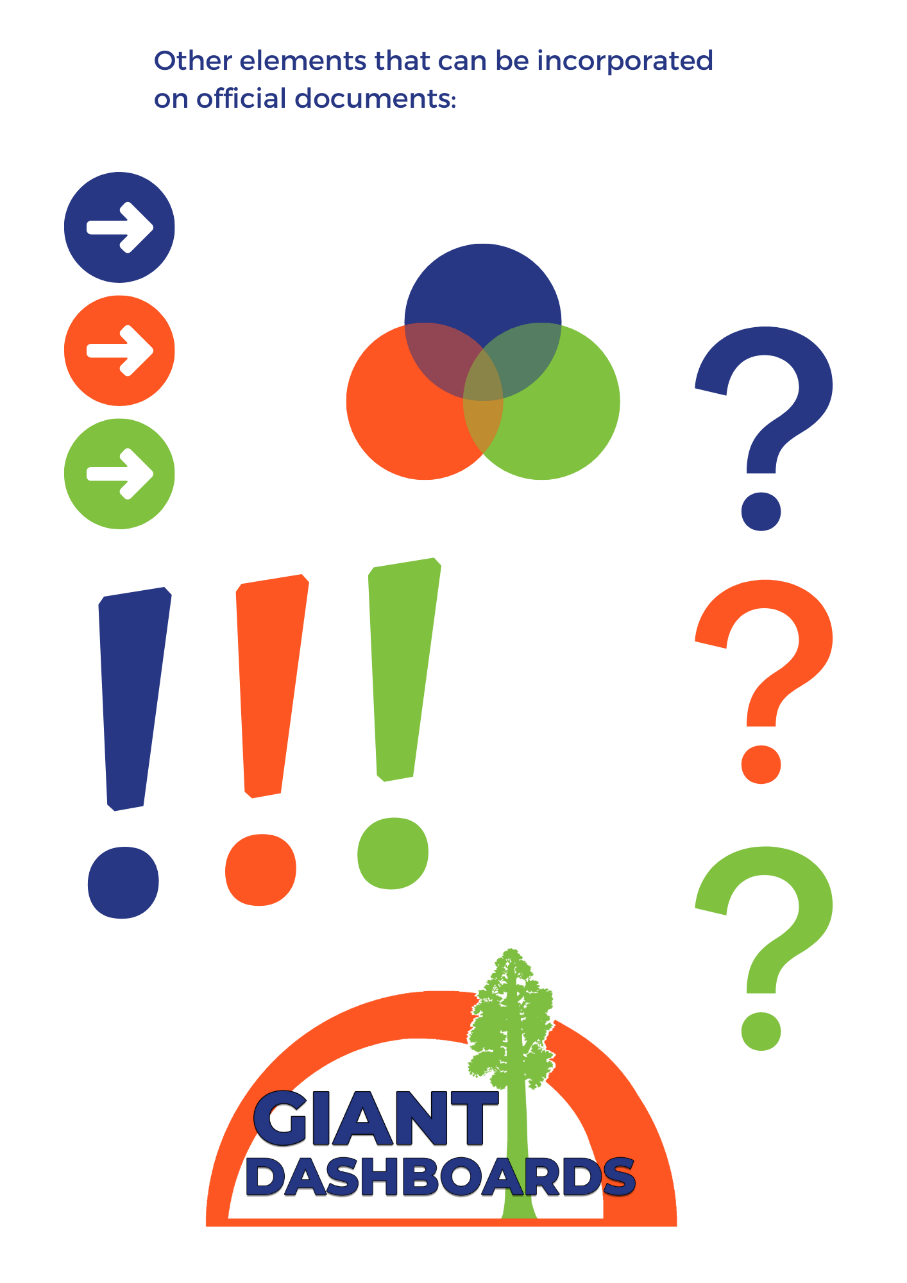 Other elements that can be incorporated
on official documents:
?
?
!
!
!
?
GIANT
DASHBOARDS